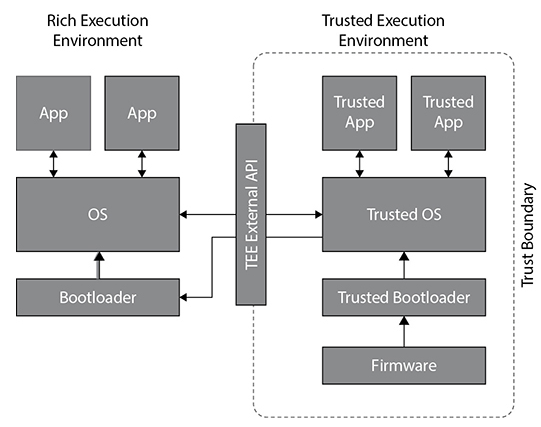 Rich Execution
Environment
Trusted Execution
Environment
App
App
Trusted
App
Trusted
App
OS
TEE External API
Trusted OS
Trust Boundary
Bootloader
Trusted Bootloader
Firmware